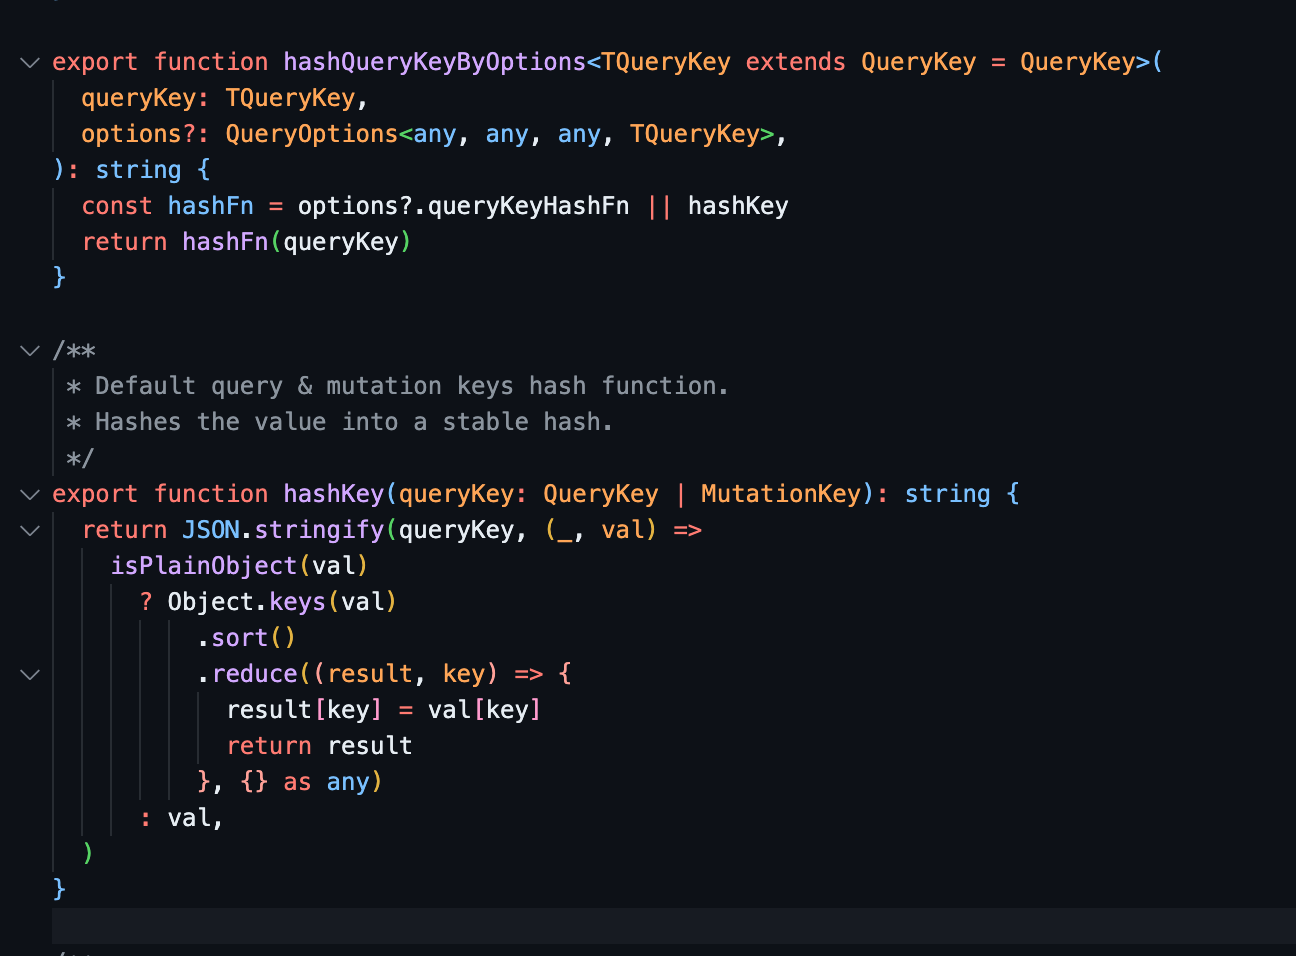 export function hashQueryKeyByOptions<TQueryKey extends QueryKey = QueryKey>(
  queryKey: TQueryKey,
  options?: QueryOptions<any, any, any, TQueryKey>,
): string {
  const hashFn = options?.queryKeyHashFn || hashKey
  return hashFn(queryKey)
}
/**
 * Default query & mutation keys hash function.
 * Hashes the value into a stable hash.
 */
export function hashKey(queryKey: QueryKey | MutationKey): string {
  return JSON.stringify(queryKey, (_, val) =>
    isPlainObject(val)
      ? Object.keys(val)
          .sort()
          .reduce((result, key) => {
            result[key] = val[key]
            return result
          }, {} as any)
      : val,
  )
}